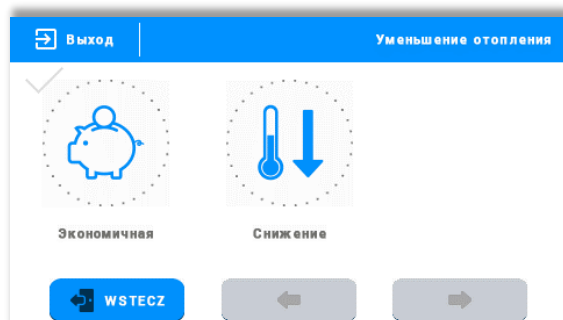 Выход
Уменьшение отопления
Экономичная
Снижение
WSTECZ